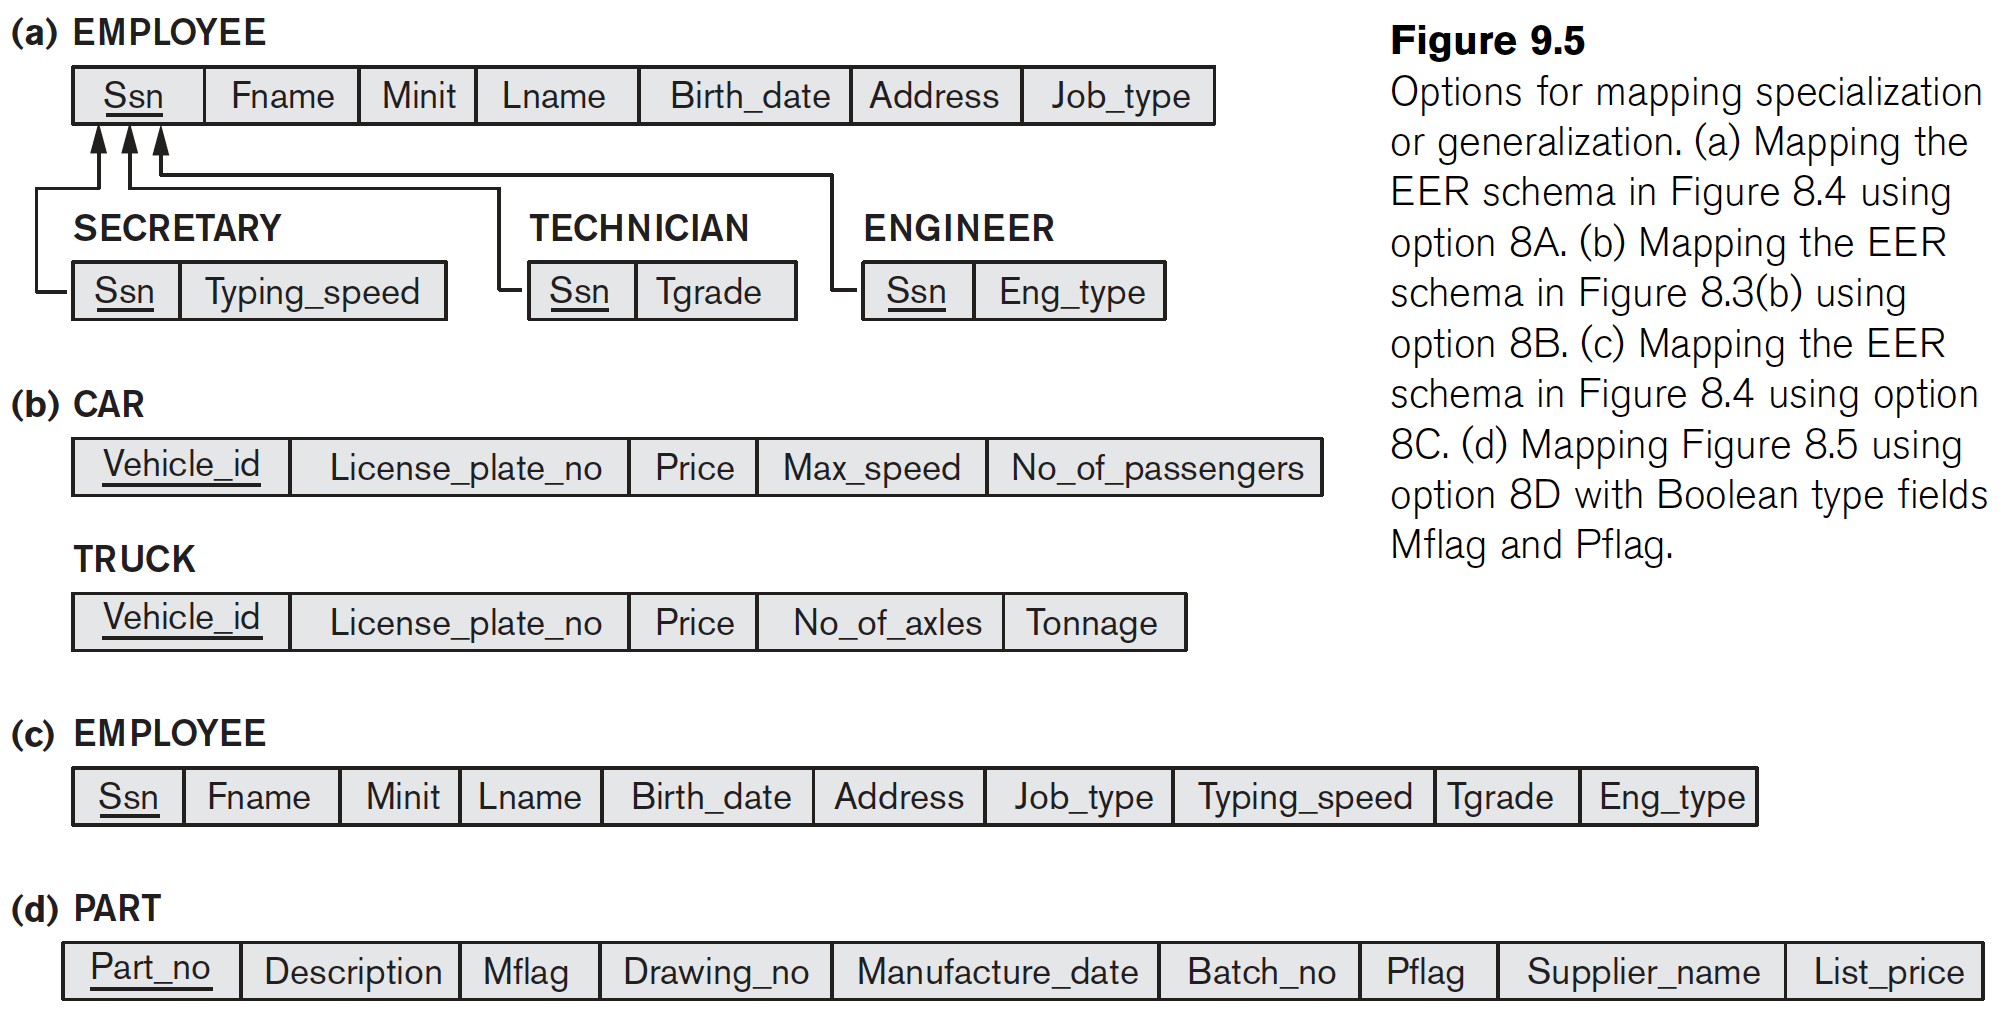 (a) EMPLOYEE
Ssn Fname Minit Lname Birth_date Address Job_type
SECRETARY TECHNICIAN ENGINEER
Ssn Typing_speed Ssn Tgrade Ssn Eng_type
(b) CAR
Vehicle_id License_plate_no Price Max_speed No_of_passengers
TRUCK
Vehicle_id License_plate_no Price No_of_axles Tonnage
(c) EMPLOYEE
Ssn Fname Minit Lname Birth_date Address Job_type Typing_speed Tgrade Eng_type
(d) PART
Part_no Description Mflag Drawing_no Manufacture_date Batch_no Pflag Supplier_name List_price
Figure 9.5
Options for mapping specialization
or generalization. (a) Mapping the
EER schema in Figure 8.4 using
option 8A. (b) Mapping the EER
schema in Figure 8.3(b) using
option 8B. (c) Mapping the EER
schema in Figure 8.4 using option
8C. (d) Mapping Figure 8.5 using
option 8D with Boolean type fields
Mflag and Pflag.